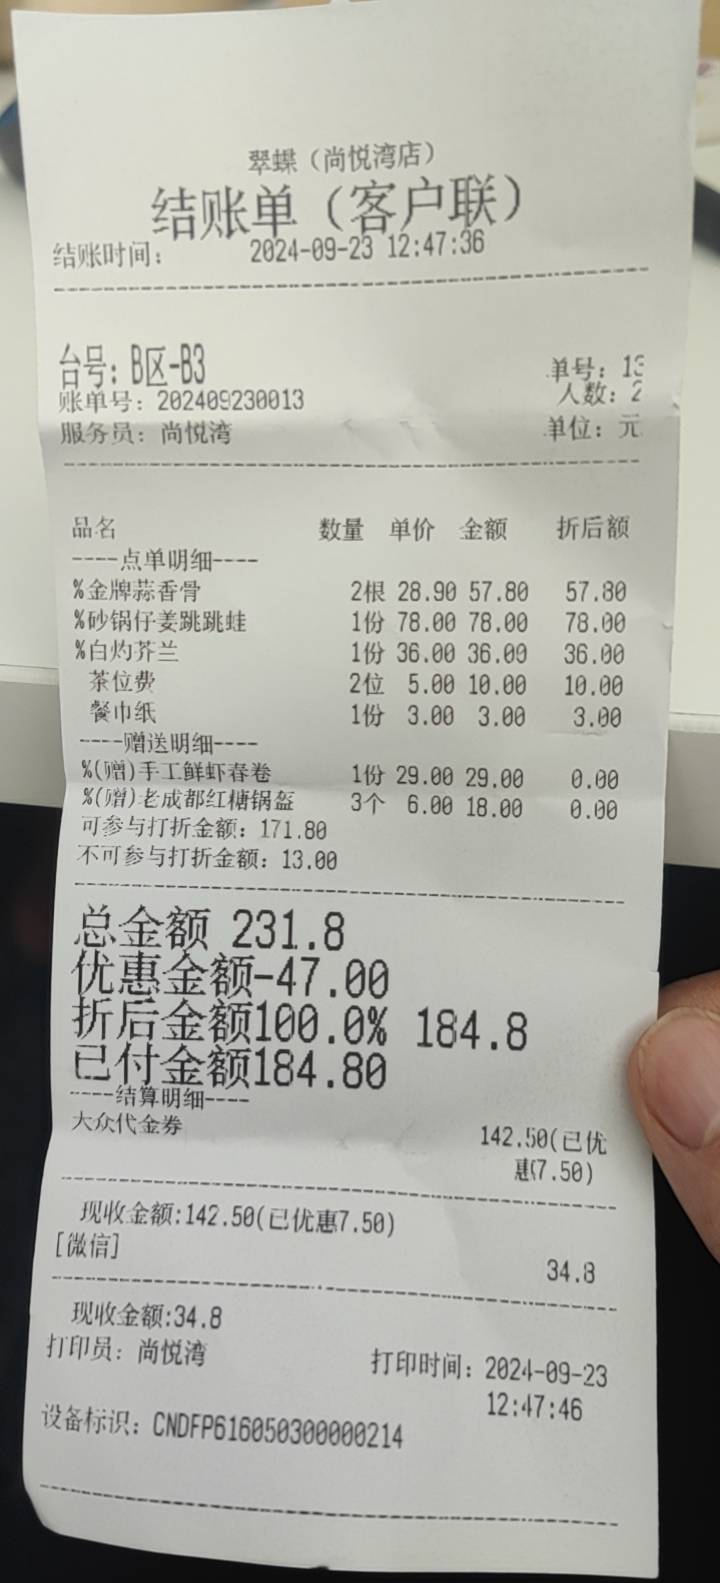 翠蝶（尚悦湾店）
结账单（客户联）
结账时间： 2024-09-23 12:47:36
台号：B区-B3 单号：13
账单号：202409230013 人数：2
服务员：尚悦湾 单位：元
品名 数量 单价 金额 折后额
----点单明细----
%金牌蒜香骨 2根 28.90 57.80 57.80
%砂锅仔姜跳跳蛙 1份 78.00 78.00 78.00
%白灼芥兰 1份 36.00 36.00 36.00
茶位费 2位 5.00 10.00 10.00
餐巾纸 1份 3.00 3.00 3.00
----赠送明细----
%(赠)手工鲜虾春卷 1份 29.00 29.00 0.00
%(赠)老成都红糖锅盔 3个 6.00 18.00 0.00
可参与打折金额：171.80
不可参与打折金额：13.00
总金额 231.8
优惠金额-47.00
折后金额100.0% 184.8
已付金额184.80
----结算明细----
大众代金券 142.50(已优
惠(7.50)
现收金额:142.50(已优惠7.50)
[微信] 34.8
现收金额:34.8
打印员：尚悦湾 打印时间：2024-09-23
12:47:46
设备标识：CNDFP616050300000214